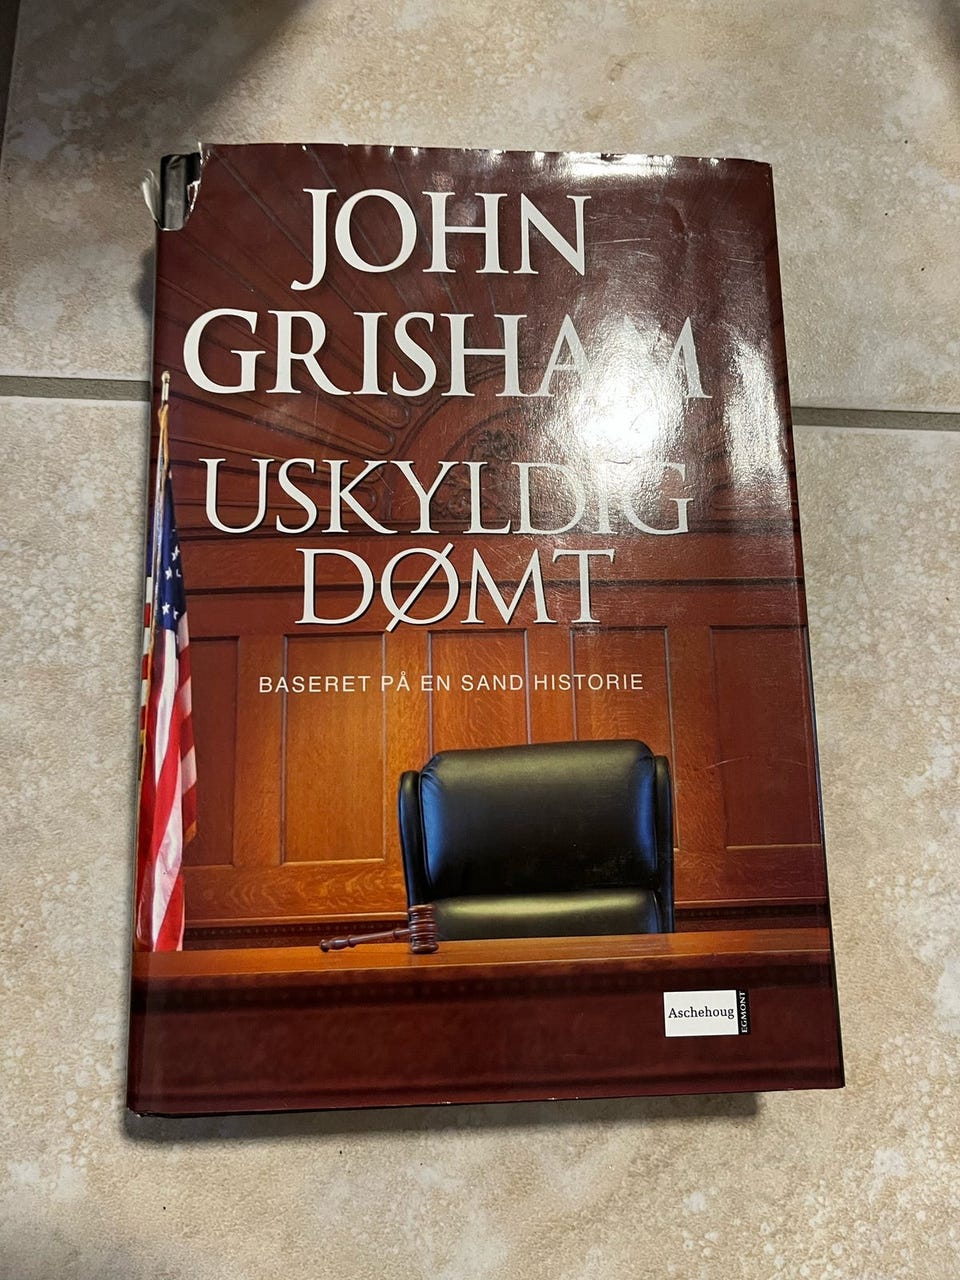 JOHN
GRISHAM
USKYLDIG
DØMT
BASERET PÅ EN SAND HISTORIE
Aschehoug
EGMONT